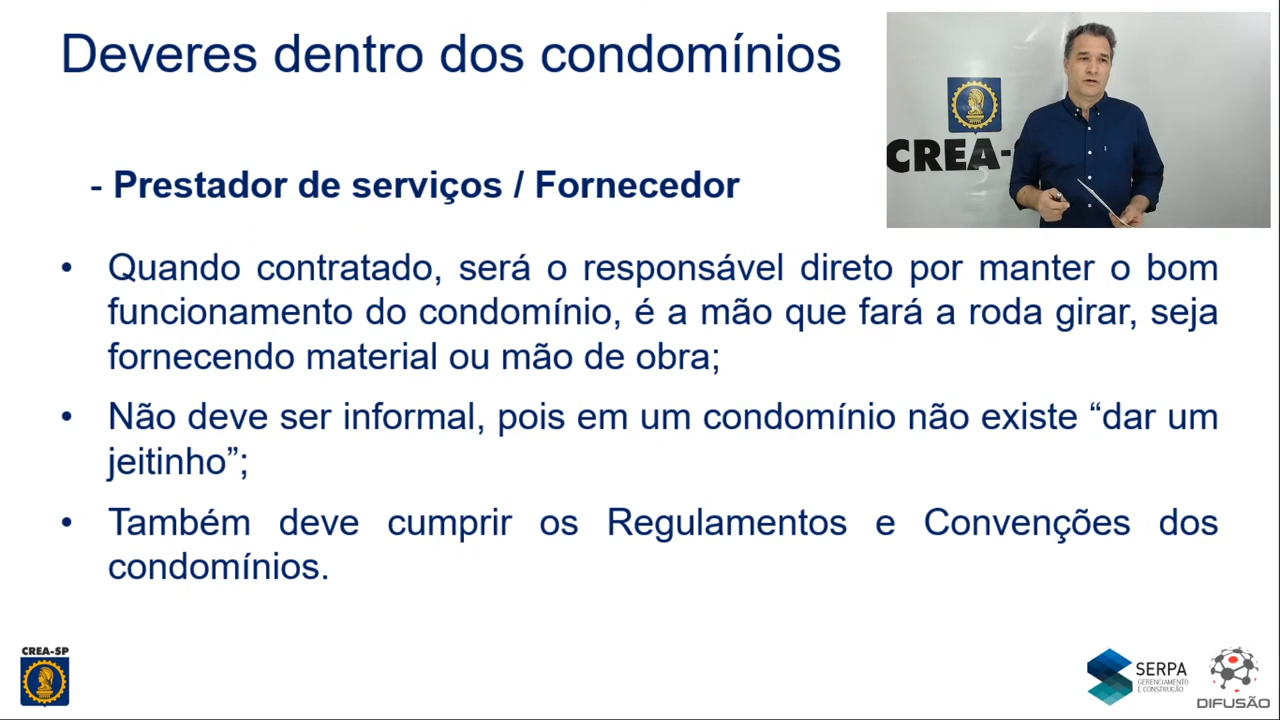 Deveres dentro dos condomínios
CREA-
- Prestador de serviços / Fornecedor
• Quando contratado, será o responsável direto por manter o bom
funcionamento do condomínio, é a mão que fará a roda girar, seja
fornecendo material ou mão de obra;
• Não deve ser informal, pois em um condomínio não existe “dar um
jeitinho”;
• Também deve cumprir os Regulamentos e Convenções dos
condomínios.
CREA-SP
SERPA
GERENCIAMENTO
E CONSTRUÇÃO
DIFUSÃO